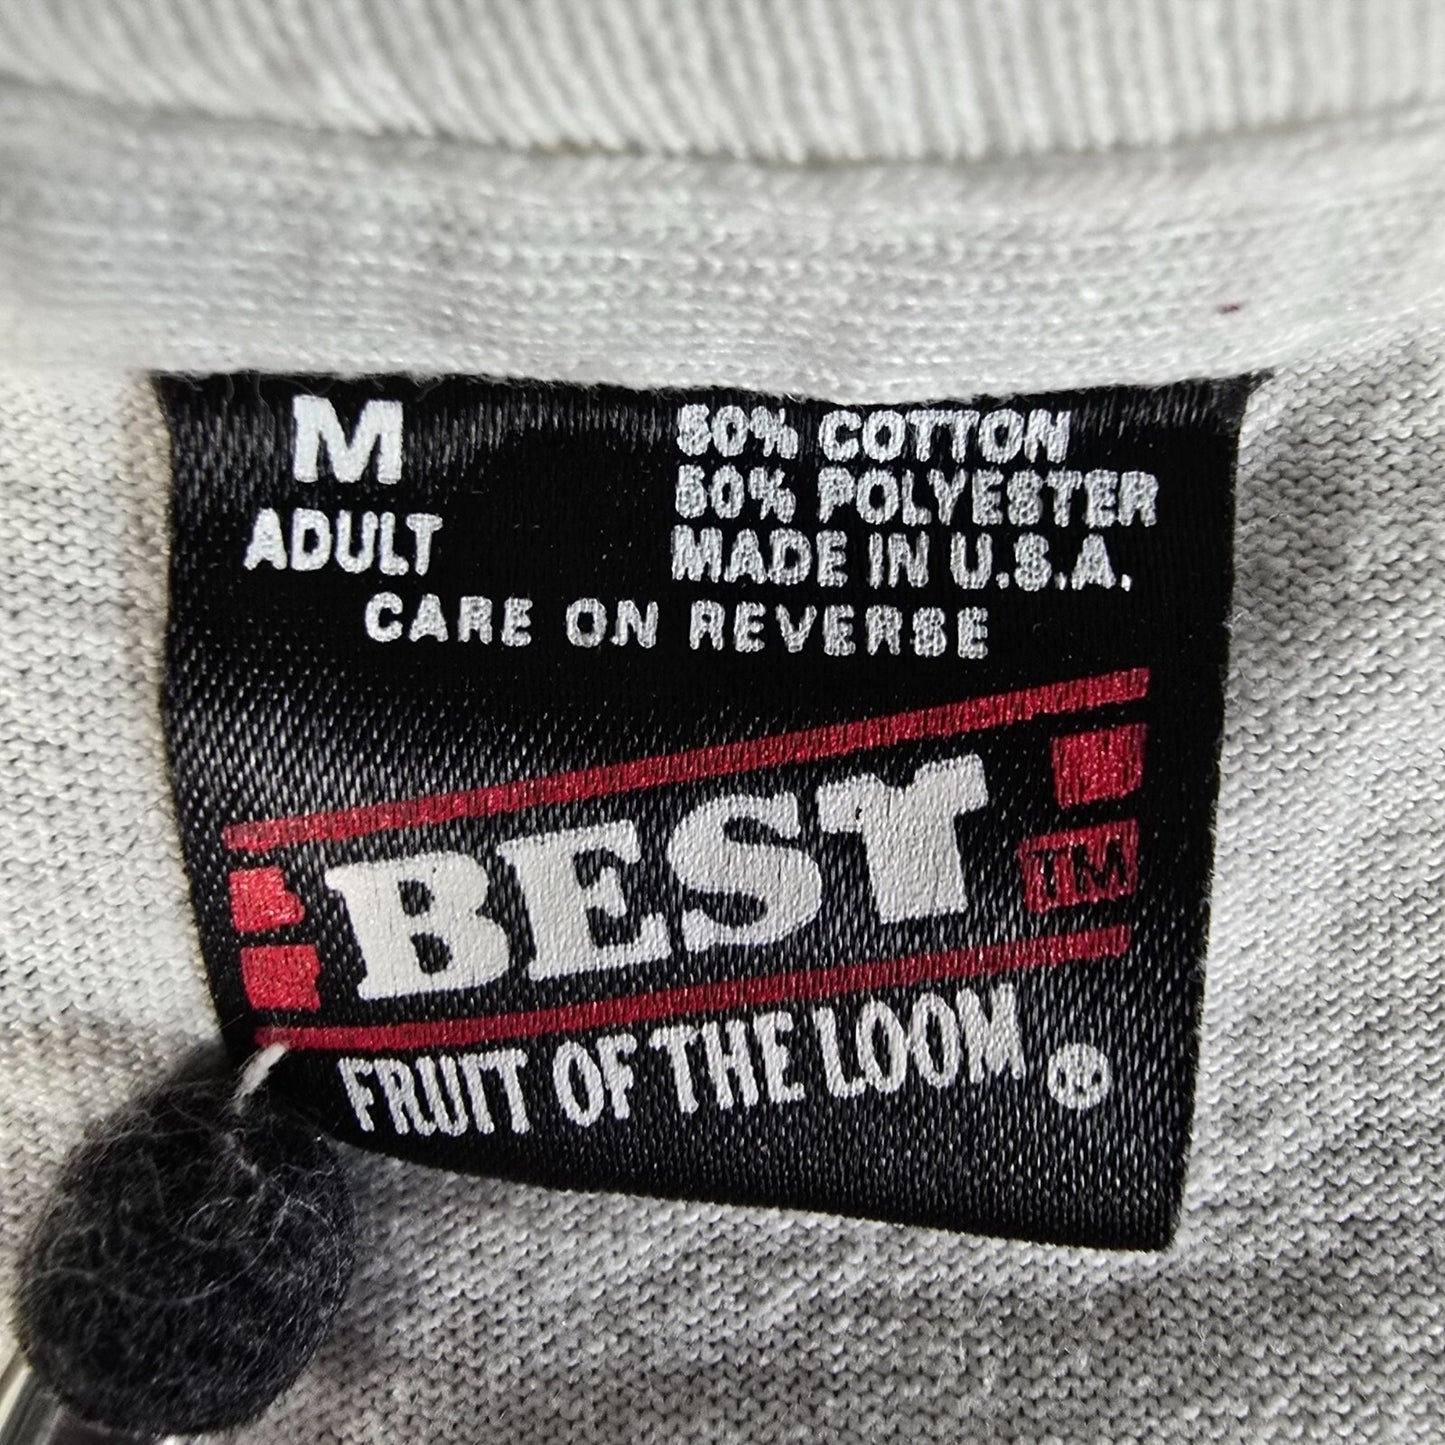 M
ADULT
50% COTTON
50% POLYESTER
MADE IN U.S.A.
CARE ON REVERSE
BEST
TM
FRUIT OF THE LOOM ®